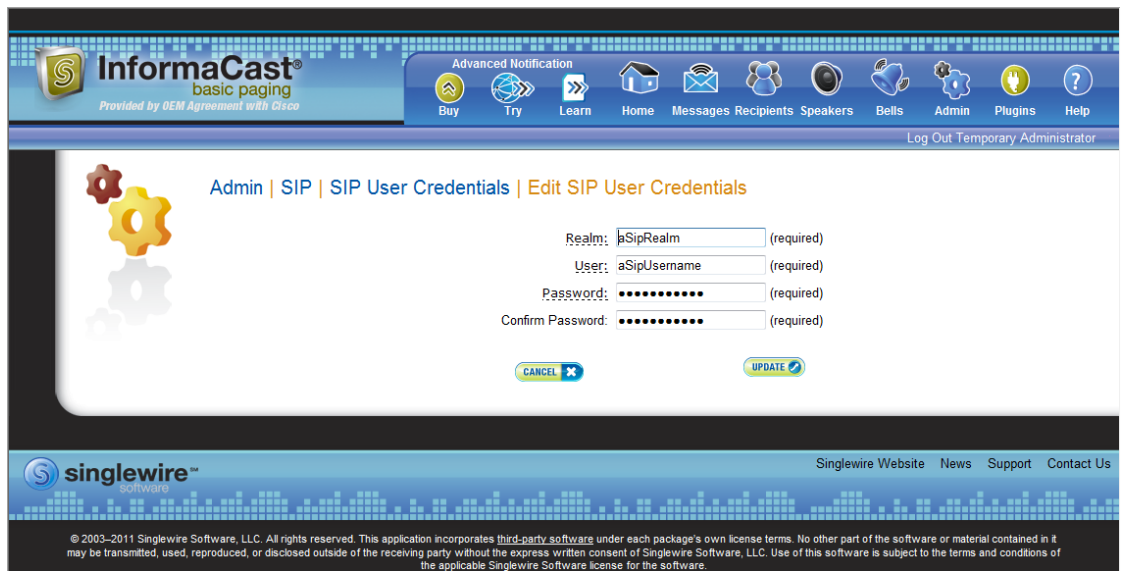 InformaCast®
basic paging
Provided by OEM Agreement with Cisco
Advanced Notification
Buy Try Learn Home Messages Recipients Speakers Bells Admin Plugins Help
Log Out Temporary Administrator
Admin | SIP | SIP User Credentials | Edit SIP User Credentials
Realm: aSipRealm (required)
User: aSipUsername (required)
Password: ●●●●●●●●●●● (required)
Confirm Password: ●●●●●●●●●●● (required)
CANCEL UPDATE
singlewire℠
software
Singlewire Website News Support Contact Us
© 2003–2011 Singlewire Software, LLC. All rights reserved. This application incorporates third-party software under each package's own license terms. No other part of the software or material contained in it
may be transmitted, used, reproduced, or disclosed outside of the receiving party without the express written consent of Singlewire Software, LLC. Use of this software is subject to the terms and conditions of
the applicable Singlewire Software license for the software.